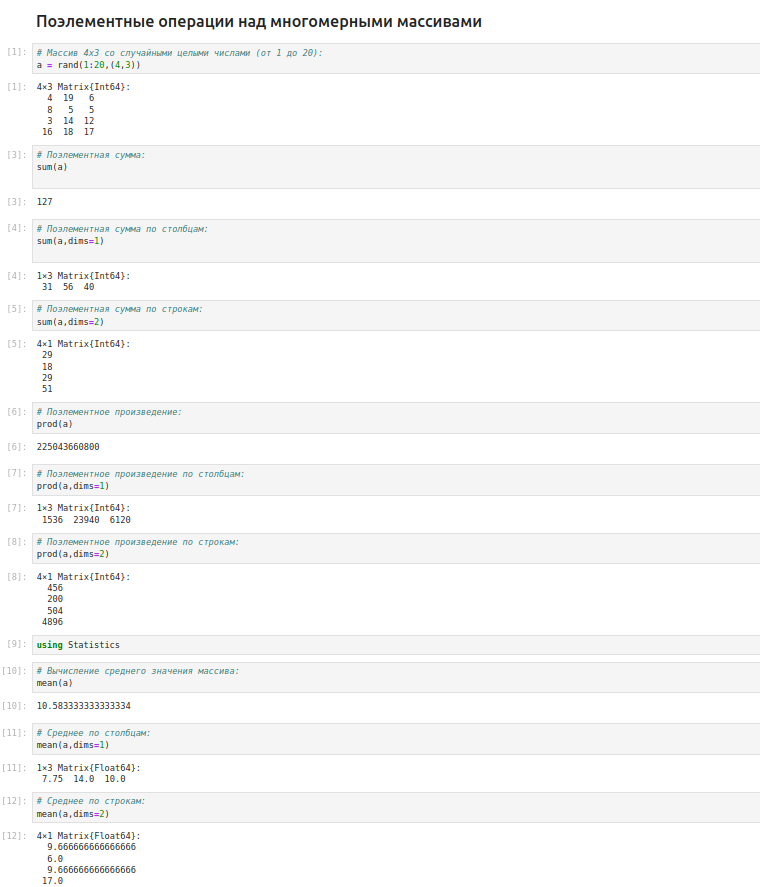 Поэлементные операции над многомерными массивами
[1]: # Массив 4x3 со случайными целыми числами (от 1 до 20):
a = rand(1:20,(4,3))
[1]: 4×3 Matrix{Int64}:
4 19 6
8 5 5
3 14 12
16 18 17
[3]: # Поэлементная сумма:
sum(a)
[3]: 127
[4]: # Поэлементная сумма по столбцам:
sum(a,dims=1)
[4]: 1×3 Matrix{Int64}:
31 56 40
[5]: # Поэлементная сумма по строкам:
sum(a,dims=2)
[5]: 4×1 Matrix{Int64}:
29
18
29
51
[6]: # Поэлементное произведение:
prod(a)
[6]: 225043660800
[7]: # Поэлементное произведение по столбцам:
prod(a,dims=1)
[7]: 1×3 Matrix{Int64}:
1536 23940 6120
[8]: # Поэлементное произведение по строкам:
prod(a,dims=2)
[8]: 4×1 Matrix{Int64}:
456
200
504
4896
[9]: using Statistics
[10]: # Вычисление среднего значения массива:
mean(a)
[10]: 10.583333333333334
[11]: # Среднее по столбцам:
mean(a,dims=1)
[11]: 1×3 Matrix{Float64}:
7.75 14.0 10.0
[12]: # Среднее по строкам:
mean(a,dims=2)
[12]: 4×1 Matrix{Float64}:
9.666666666666666
6.0
9.666666666666666
17.0